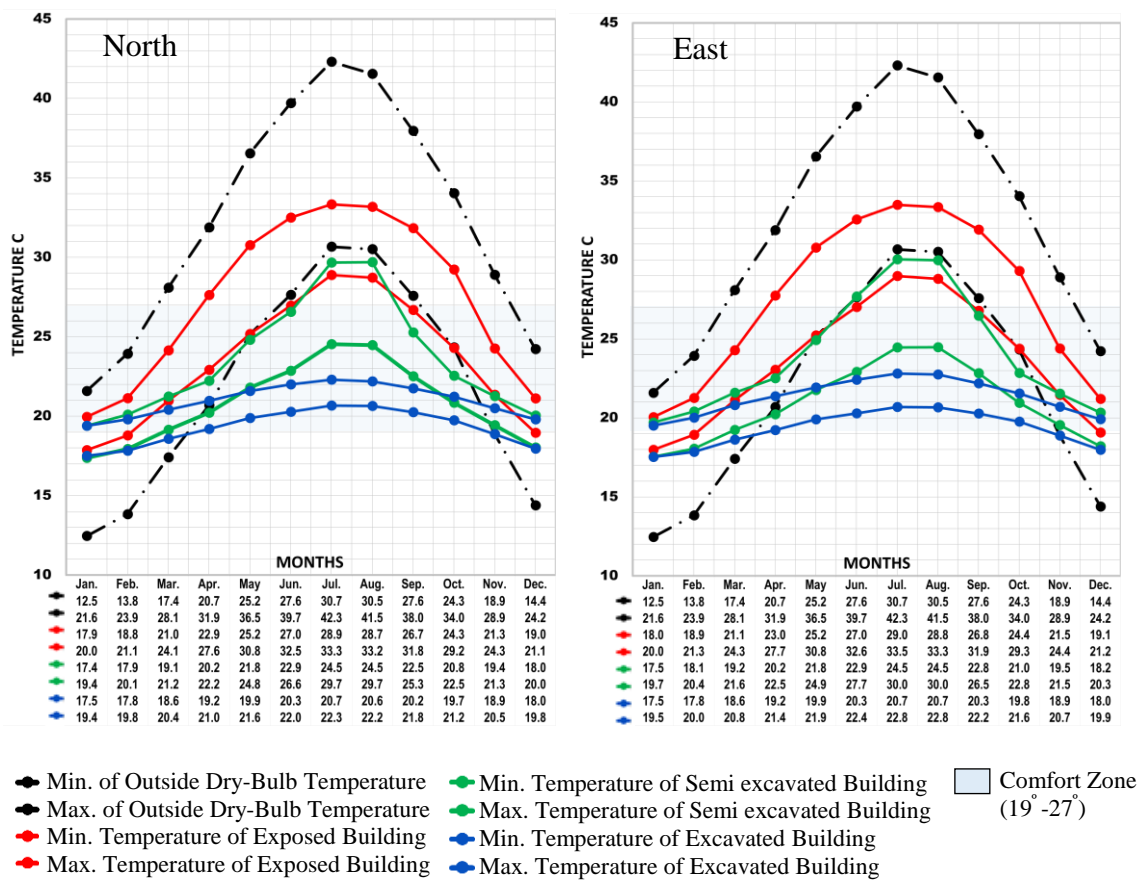 North
45
40
35
30
25
20
15
10
TEMPERATURE C
MONTHS
Jan. Feb. Mar. Apr. May Jun. Jul. Aug. Sep. Oct. Nov. Dec.
12.5 13.8 17.4 20.7 25.2 27.6 30.7 30.5 27.6 24.3 18.9 14.4
21.6 23.9 28.1 31.9 36.5 39.7 42.3 41.5 38.0 34.0 28.9 24.2
17.9 18.8 21.0 22.9 25.2 27.0 28.9 28.7 26.7 24.3 21.3 19.0
20.0 21.1 24.1 27.6 30.8 32.5 33.3 33.2 31.8 29.2 24.3 21.1
17.4 17.9 19.1 20.2 21.8 22.9 24.5 24.5 22.5 20.8 19.4 18.0
19.4 20.1 21.2 22.2 24.8 26.6 29.7 29.7 25.3 22.5 21.3 20.0
17.5 17.8 18.6 19.2 19.9 20.3 20.7 20.6 20.2 19.7 18.9 18.0
19.4 19.8 20.4 21.0 21.6 22.0 22.3 22.2 21.8 21.2 20.5 19.8
East
45
40
35
30
25
20
15
10
TEMPERATURE C
MONTHS
Jan. Feb. Mar. Apr. May Jun. Jul. Aug. Sep. Oct. Nov. Dec.
12.5 13.8 17.4 20.7 25.2 27.6 30.7 30.5 27.6 24.3 18.9 14.4
21.6 23.9 28.1 31.9 36.5 39.7 42.3 41.5 38.0 34.0 28.9 24.2
18.0 18.9 21.1 23.0 25.2 27.0 29.0 28.8 26.8 24.4 21.5 19.1
20.0 21.3 24.3 27.7 30.8 32.6 33.5 33.3 31.9 29.3 24.4 21.2
17.5 18.1 19.2 20.2 21.8 22.9 24.5 24.5 22.8 21.0 19.5 18.2
19.7 20.4 21.6 22.5 24.9 27.7 30.0 30.0 26.5 22.8 21.5 20.3
17.5 17.8 18.6 19.2 19.9 20.3 20.7 20.7 20.3 19.8 18.9 18.0
19.5 20.0 20.8 21.4 21.9 22.4 22.8 22.8 22.2 21.6 20.7 19.9
Min. of Outside Dry-Bulb Temperature
Max. of Outside Dry-Bulb Temperature
Min. Temperature of Exposed Building
Max. Temperature of Exposed Building
Min. Temperature of Semi excavated Building
Max. Temperature of Semi excavated Building
Min. Temperature of Excavated Building
Max. Temperature of Excavated Building
Comfort Zone
(19°-27°)